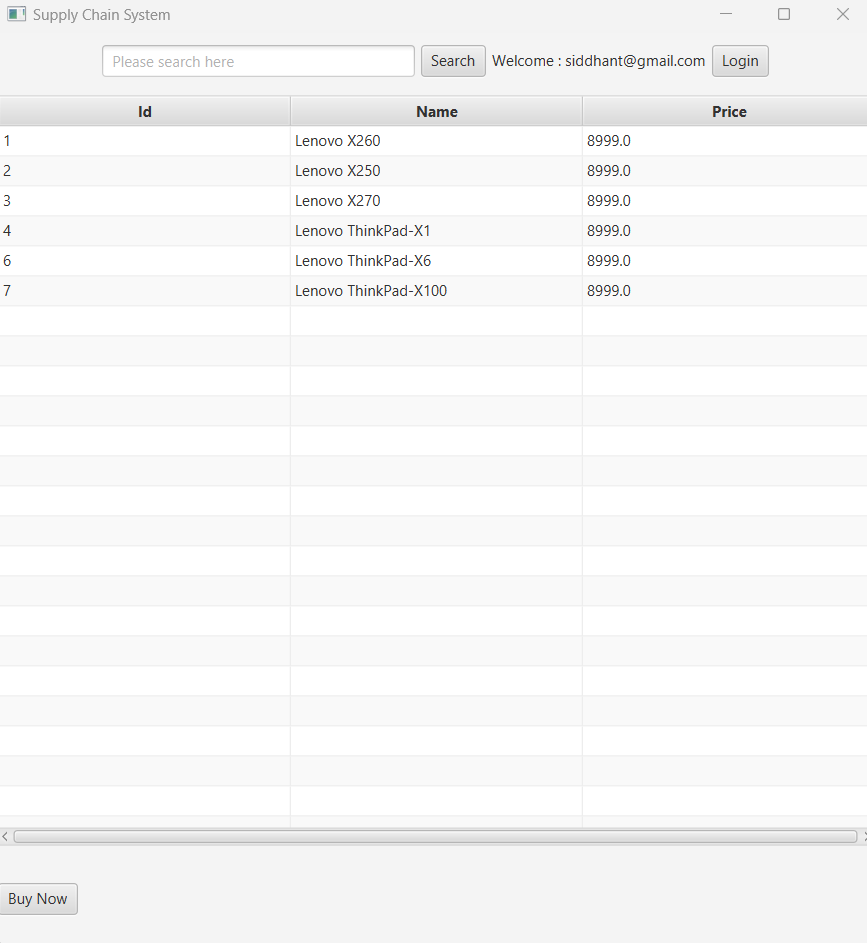 Supply Chain System
Please search here Search Welcome : siddhant@gmail.com Login
Id Name Price
1 Lenovo X260 8999.0
2 Lenovo X250 8999.0
3 Lenovo X270 8999.0
4 Lenovo ThinkPad-X1 8999.0
6 Lenovo ThinkPad-X6 8999.0
7 Lenovo ThinkPad-X100 8999.0
Buy Now